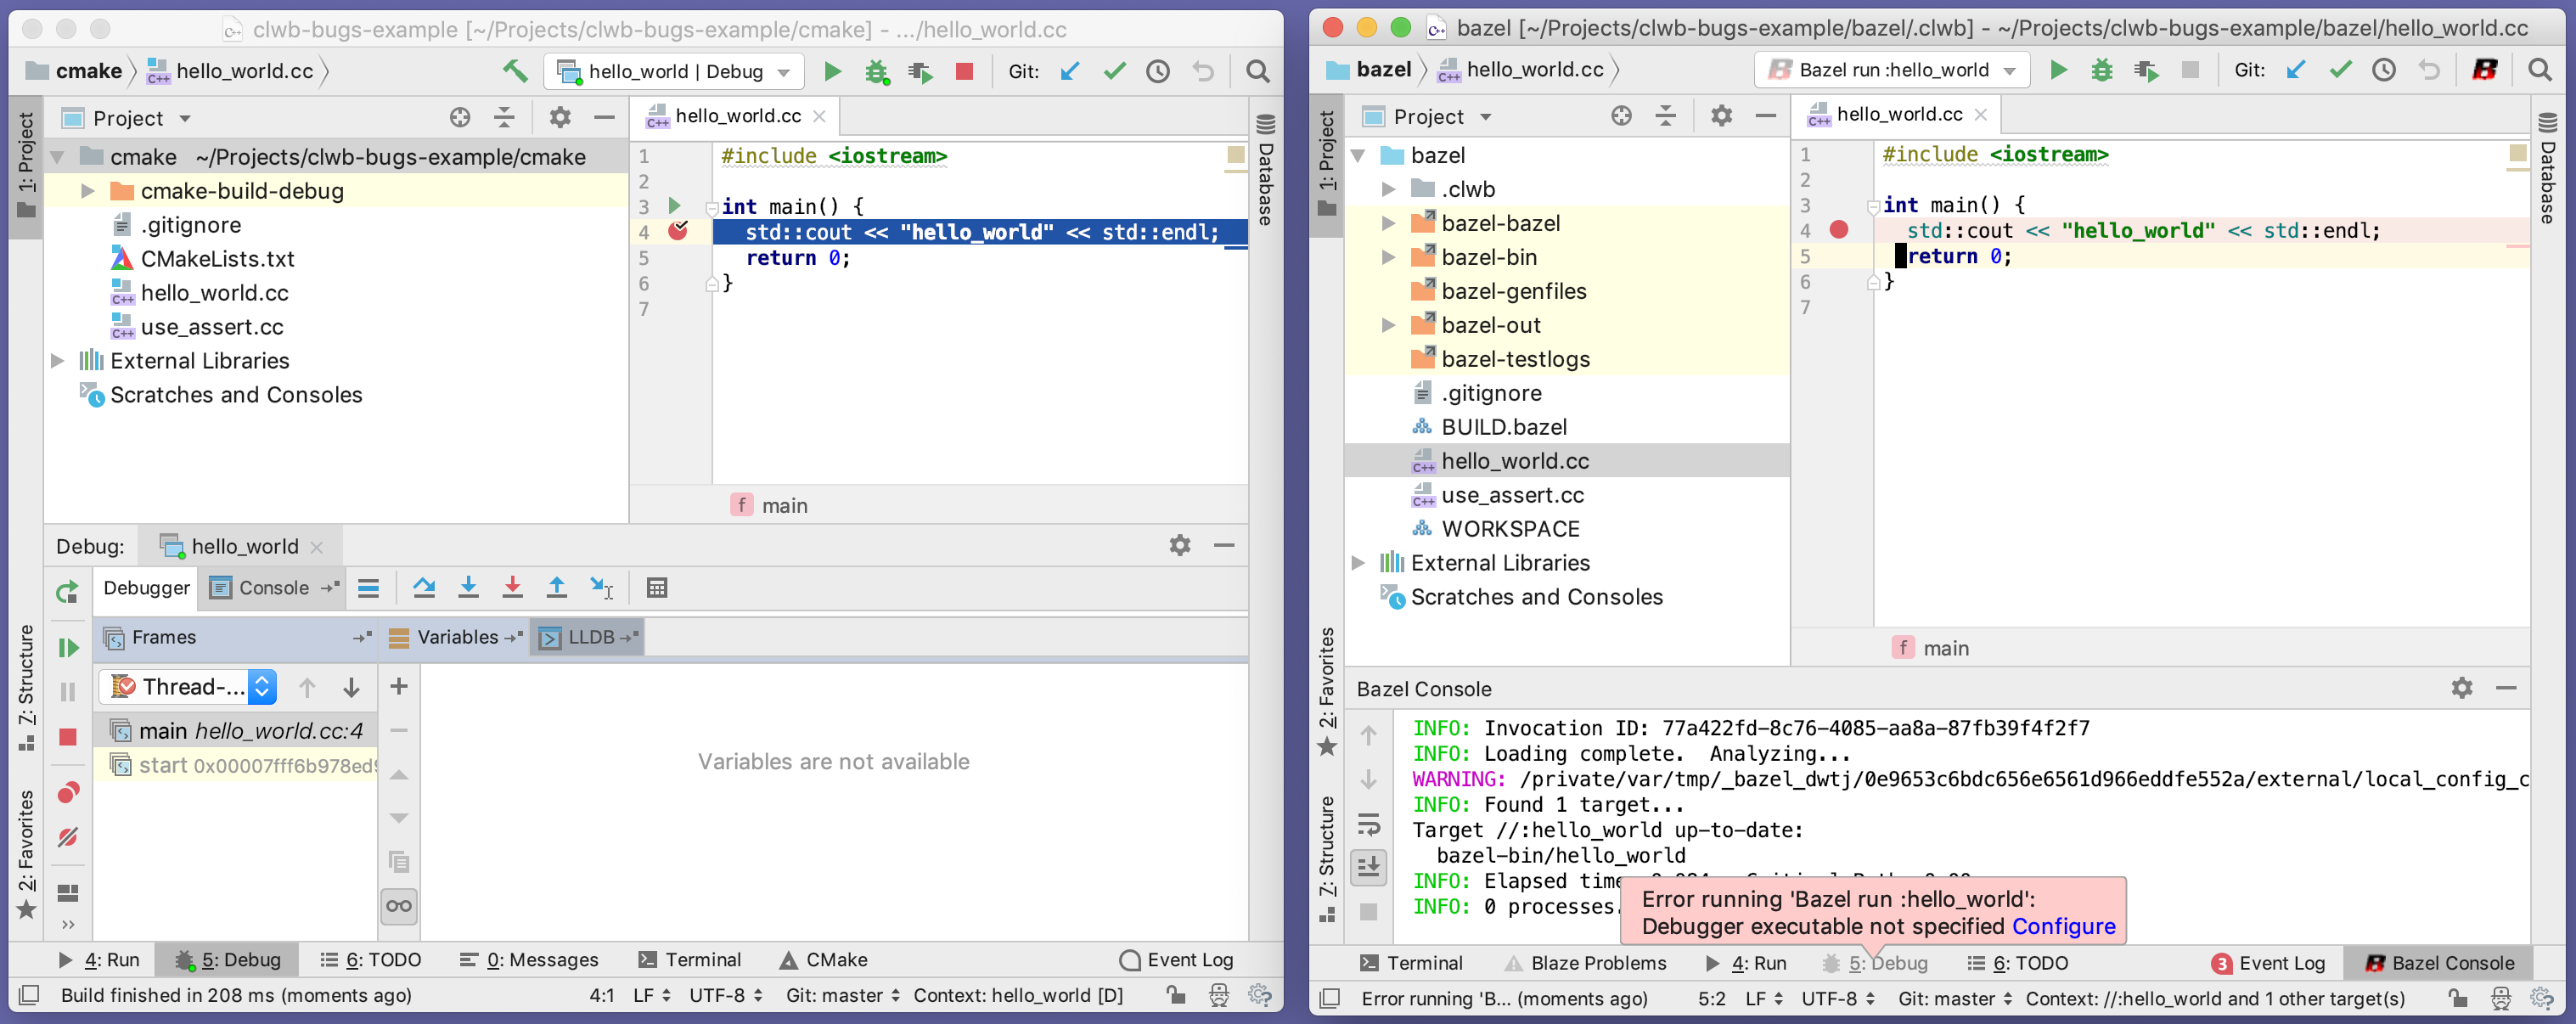 clwb-bugs-example [~/Projects/clwb-bugs-example/cmake] - .../hello_world.cc
cmake hello_world.cc hello_world | Debug Git:
1: Project
Project
cmake ~/Projects/clwb-bugs-example/cmake
cmake-build-debug
.gitignore
CMakeLists.txt
hello_world.cc
use_assert.cc
External Libraries
Scratches and Consoles
hello_world.cc
1 #include <iostream>
2
3 int main() {
4 std::cout << "hello_world" << std::endl;
5 return 0;
6 }
7
f main
Database
Debug: hello_world
Debugger Console
Frames Variables LLDB
Thread-...
main hello_world.cc:4
start 0x00007fff6b978ed
Variables are not available
7: Structure
2: Favorites
4: Run 5: Debug 6: TODO 0: Messages Terminal CMake Event Log
Build finished in 208 ms (moments ago) 4:1 LF UTF-8 Git: master Context: hello_world [D]
bazel [~/Projects/clwb-bugs-example/bazel/.clwb] - ~/Projects/clwb-bugs-example/bazel/hello_world.cc
bazel hello_world.cc Bazel run :hello_world Git:
1: Project
Project
bazel
.clwb
bazel-bazel
bazel-bin
bazel-genfiles
bazel-out
bazel-testlogs
.gitignore
BUILD.bazel
hello_world.cc
use_assert.cc
WORKSPACE
External Libraries
Scratches and Consoles
hello_world.cc
1 #include <iostream>
2
3 int main() {
4 std::cout << "hello_world" << std::endl;
5 return 0;
6 }
7
f main
Database
2: Favorites
7: Structure
Bazel Console
INFO: Invocation ID: 77a422fd-8c76-4085-aa8a-87fb39f4f2f7
INFO: Loading complete. Analyzing...
WARNING: /private/var/tmp/_bazel_dwtj/0e9653c6bdc656e6561d966eddfe552a/external/local_config_c
INFO: Found 1 target...
Target //:hello_world up-to-date:
bazel-bin/hello_world
INFO: Elapsed time
INFO: 0 processes.
Error running 'Bazel run :hello_world':
Debugger executable not specified Configure
Terminal Blaze Problems 4: Run 5: Debug 6: TODO 3 Event Log Bazel Console
Error running 'B... (moments ago) 5:2 LF UTF-8 Git: master Context: //:hello_world and 1 other target(s)